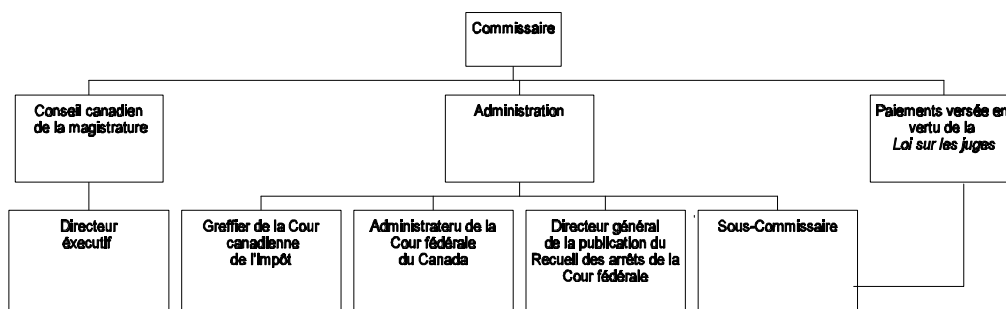 Commissaire
Conseil canadien
de la magistrature
Administration
Paiements versée en
vertu de la
Loi sur les juges
Directeur
éxecutif
Greffier de la Cour
canadienne
de l'Impôt
Administrateru de la
Cour fédérale
du Canada
Directeur général
de la publication du
Recueil des arrêts de la
Cour fédérale
Sous-Commissaire